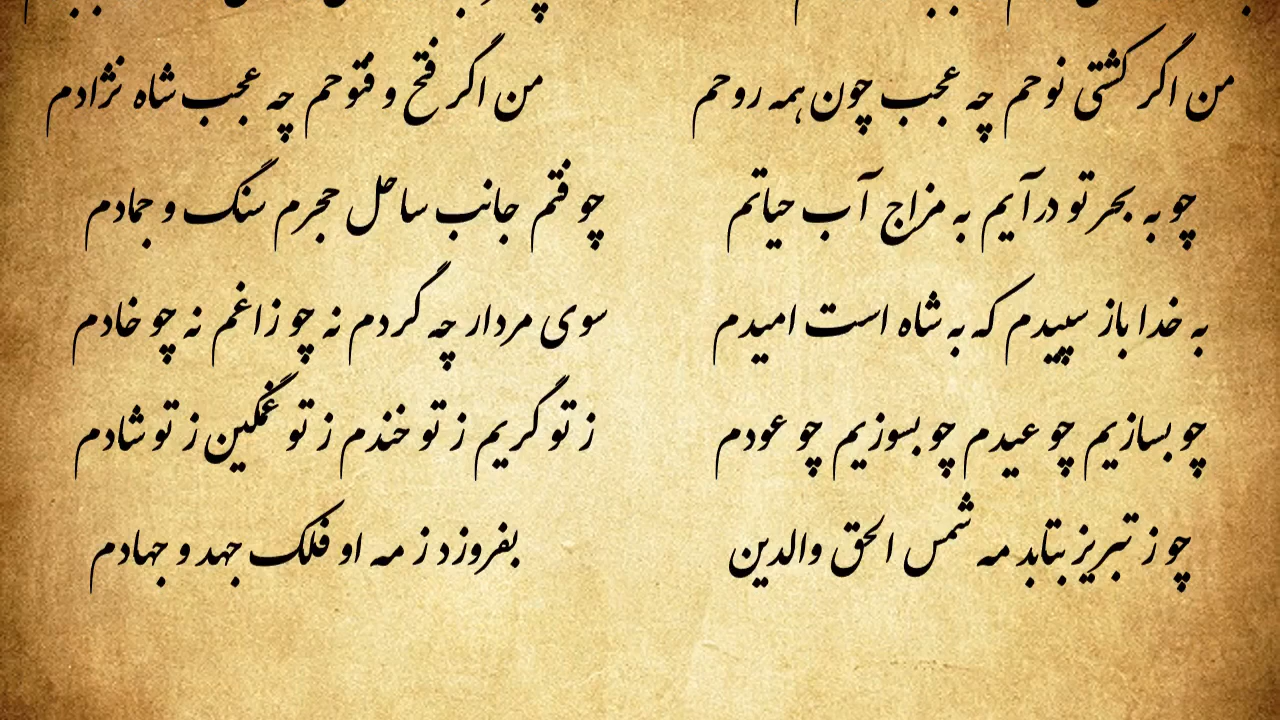 من اگر کشتی نوحم چه عجب چون همه روحم من اگر فتح و فتوحم چه عجب شاه نژادم
چو به بحر تو درآیم به مزاج آب حیاتم چو فتم جانب ساحل حجرم سنگ و جمادم
به خدا باز سپیدم که به شاه است امیدم سوی مردار چه گردم نه چو زاغم نه چو خادم
چو بسازیم چو عیدم چو بسوزیم چو عودم ز تو گریم ز تو خندم ز تو غمگین ز تو شادم
چو ز تبریز بتابد مه شمس الحق والدین بفروزد ز مه او فلک جهد و جهادم